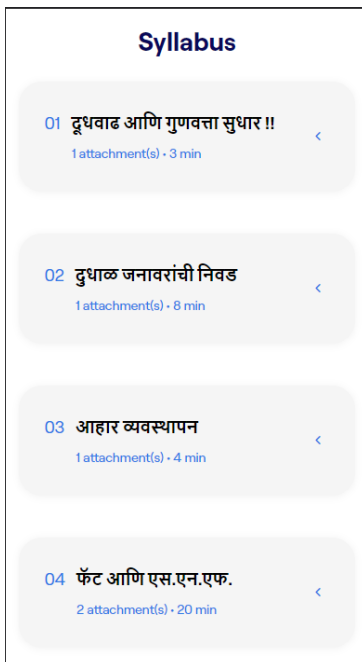 Syllabus
01 दूधवाढ आणि गुणवत्ता सुधार !!
1 attachment(s) • 3 min
02 दुधाळ जनावरांची निवड
1 attachment(s) • 8 min
03 आहार व्यवस्थापन
1 attachment(s) • 4 min
04 फॅट आणि एस.एन.एफ.
2 attachment(s) • 20 min